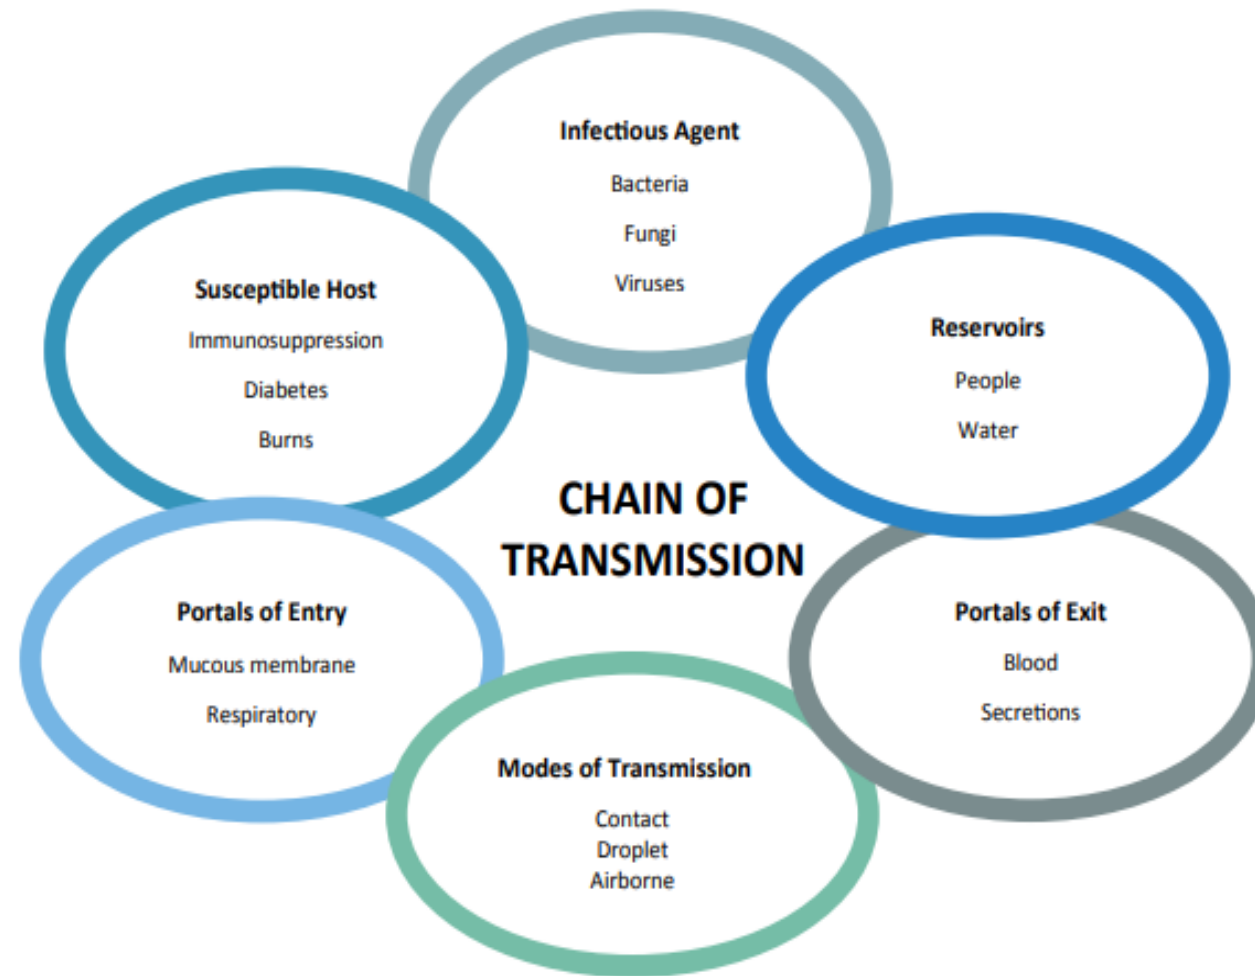 Infectious Agent
Bacteria
Fungi
Viruses
Reservoirs
People
Water
Portals of Exit
Blood
Secretions
Modes of Transmission
Contact
Droplet
Airborne
Portals of Entry
Mucous membrane
Respiratory
Susceptible Host
Immunosuppression
Diabetes
Burns
CHAIN OF
TRANSMISSION